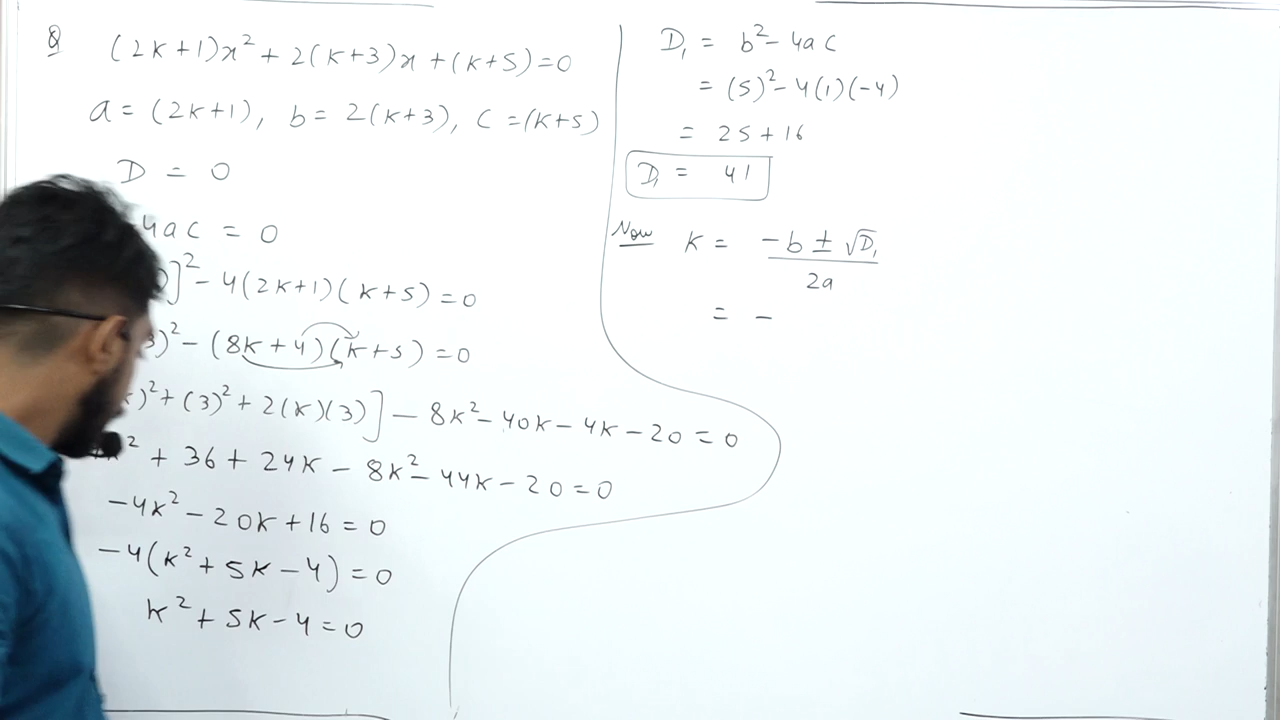 Q (2k+1)x² + 2(k+3)x + (k+5) = 0
a = (2k+1), b = 2(k+3), c = (k+5)
D = 0
4ac = 0
]² - 4(2k+1)(k+5) = 0
)² - (8k+4)(k+5) = 0
)² + (3)² + 2(k)(3)] - 8k² - 40k - 4k - 20 = 0
² + 36 + 24k - 8k² - 44k - 20 = 0
-4k² - 20k + 16 = 0
-4(k² + 5k - 4) = 0
k² + 5k - 4 = 0
D₁ = b² - 4ac
= (5)² - 4(1)(-4)
= 25 + 16
D₁ = 41
Now k = (-b ± √D₁)/2a
= -